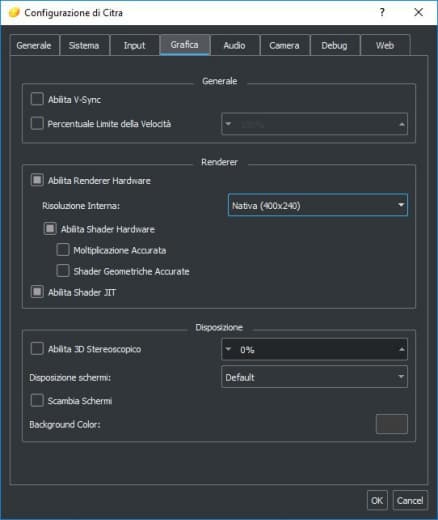 Configurazione di Citra
Generale Sistema Input Grafica Audio Camera Debug Web
Generale
Abilita V-Sync
Percentuale Limite della Velocità 100%
Renderer
Abilita Renderer Hardware
Risoluzione Interna: Nativa (400x240)
Abilita Shader Hardware
Moltiplicazione Accurata
Shader Geometriche Accurate
Abilita Shader JIT
Disposizione
Abilita 3D Stereoscopico 0%
Disposizione schermi: Default
Scambia Schermi
Background Color:
OK Cancel